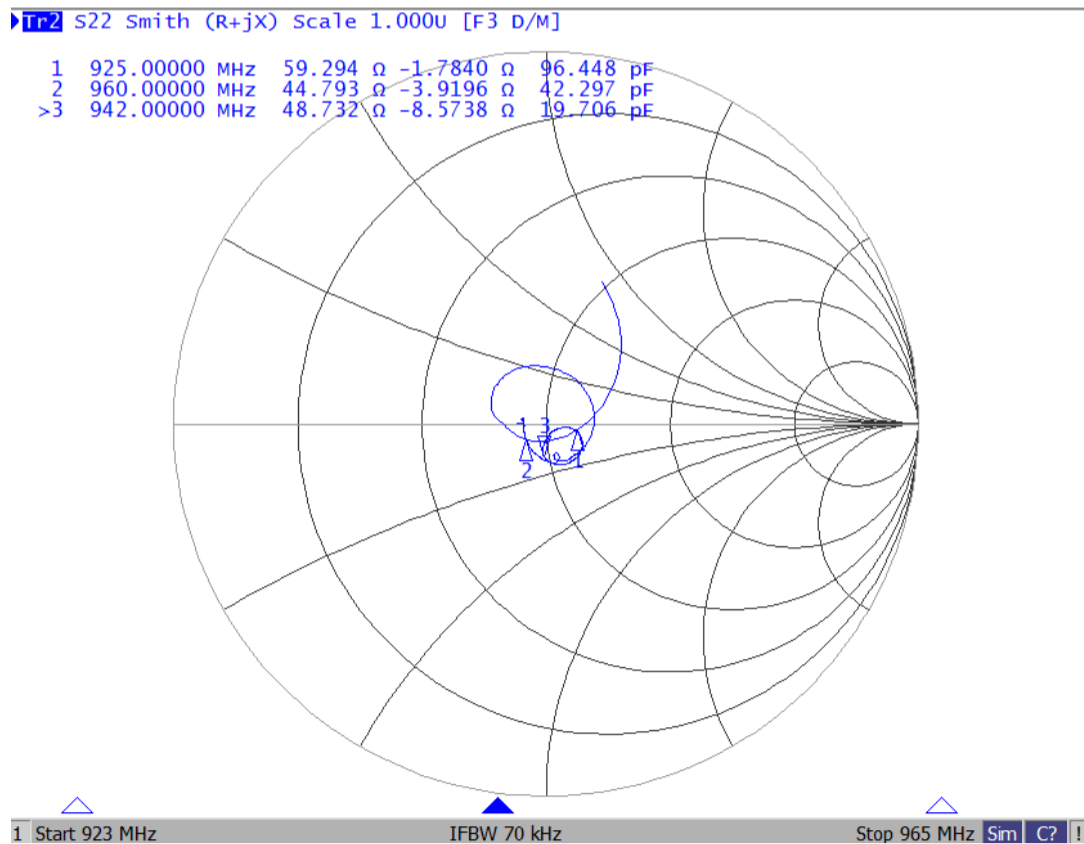 Tr2 S22 Smith (R+jX) Scale 1.000U [F3 D/M]
1 925.00000 MHz 59.294 Ω -1.7840 Ω 96.448 pF
2 960.00000 MHz 44.793 Ω -3.9196 Ω 42.297 pF
>3 942.00000 MHz 48.732 Ω -8.5738 Ω 19.706 pF
1 3
2 1
1 Start 923 MHz IFBW 70 kHz Stop 965 MHz Sim C? !